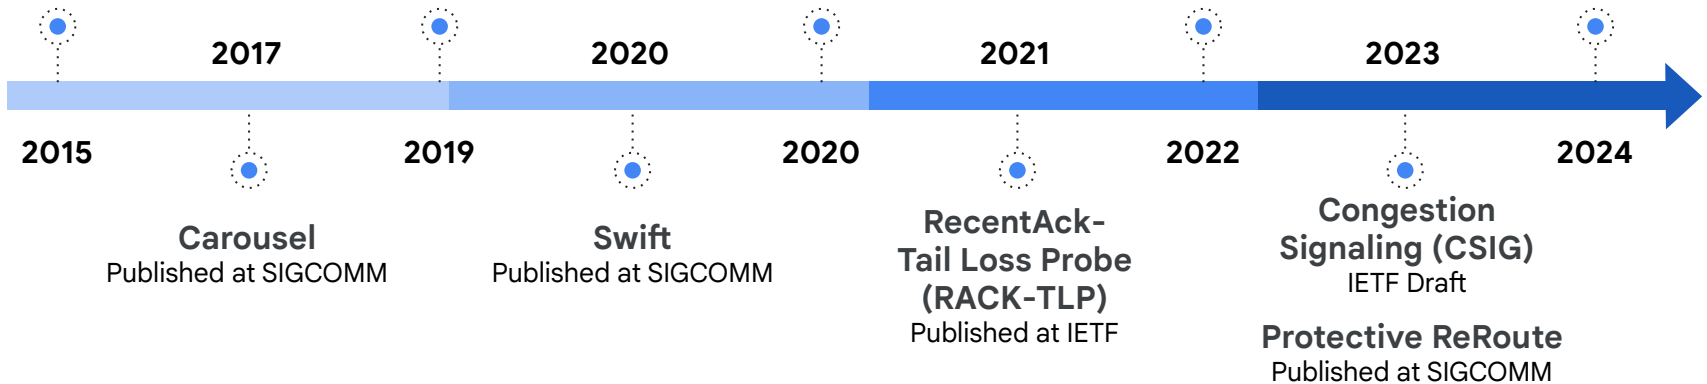 2017
2020
2021
2023
2015
2019
2020
2022
2024
Carousel
Published at SIGCOMM
Swift
Published at SIGCOMM
RecentAck-
Tail Loss Probe
(RACK-TLP)
Published at IETF
Congestion
Signaling (CSIG)
IETF Draft
Protective ReRoute
Published at SIGCOMM